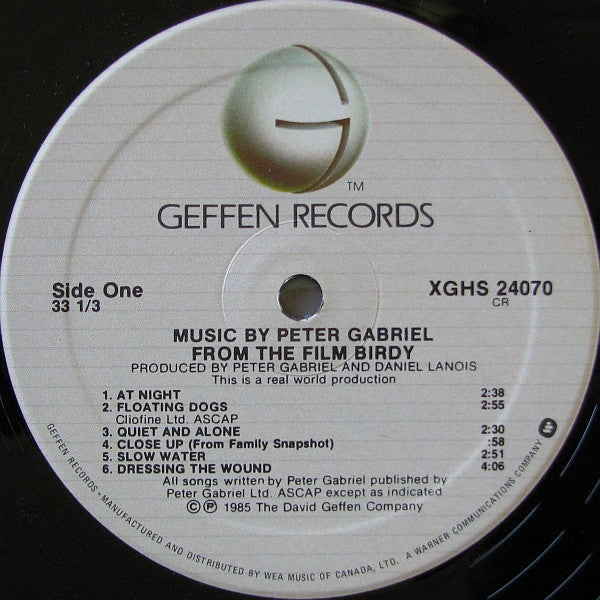 TM
GEFFEN RECORDS
Side One
33 1/3
XGHS 24070
CR
MUSIC BY PETER GABRIEL
FROM THE FILM BIRDY
PRODUCED BY PETER GABRIEL AND DANIEL LANOIS
This is a real world production
1. AT NIGHT 2:38
2. FLOATING DOGS 2:55
Cliofine Ltd. ASCAP
3. QUIET AND ALONE 2:30
4. CLOSE UP (From Family Snapshot) :58
5. SLOW WATER 2:51
6. DRESSING THE WOUND 4:06
All songs written by Peter Gabriel published by
Peter Gabriel Ltd. ASCAP except as indicated
© ℗ 1985 The David Geffen Company
GEFFEN RECORDS · MANUFACTURED AND DISTRIBUTED BY WEA MUSIC OF CANADA, LTD. · A WARNER COMMUNICATIONS COMPANY